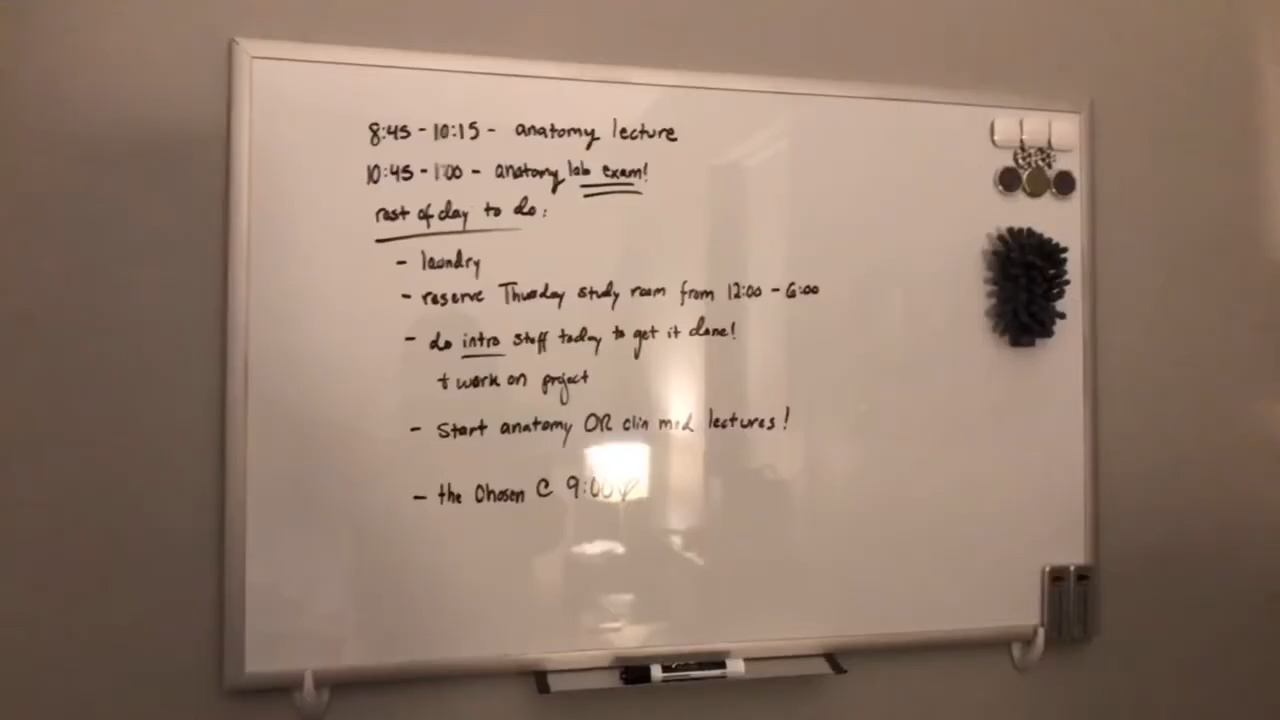 8:45 - 10:15 - anatomy lecture
10:45 - 1:00 - anatomy lab exam!
rest of day to do:
- laundry
- reserve Thursday study room from 12:00 - 6:00
- do intro stuff today to get it done!
+ work on project
- Start anatomy OR clin med lectures!
- the Chosen @ 9:00